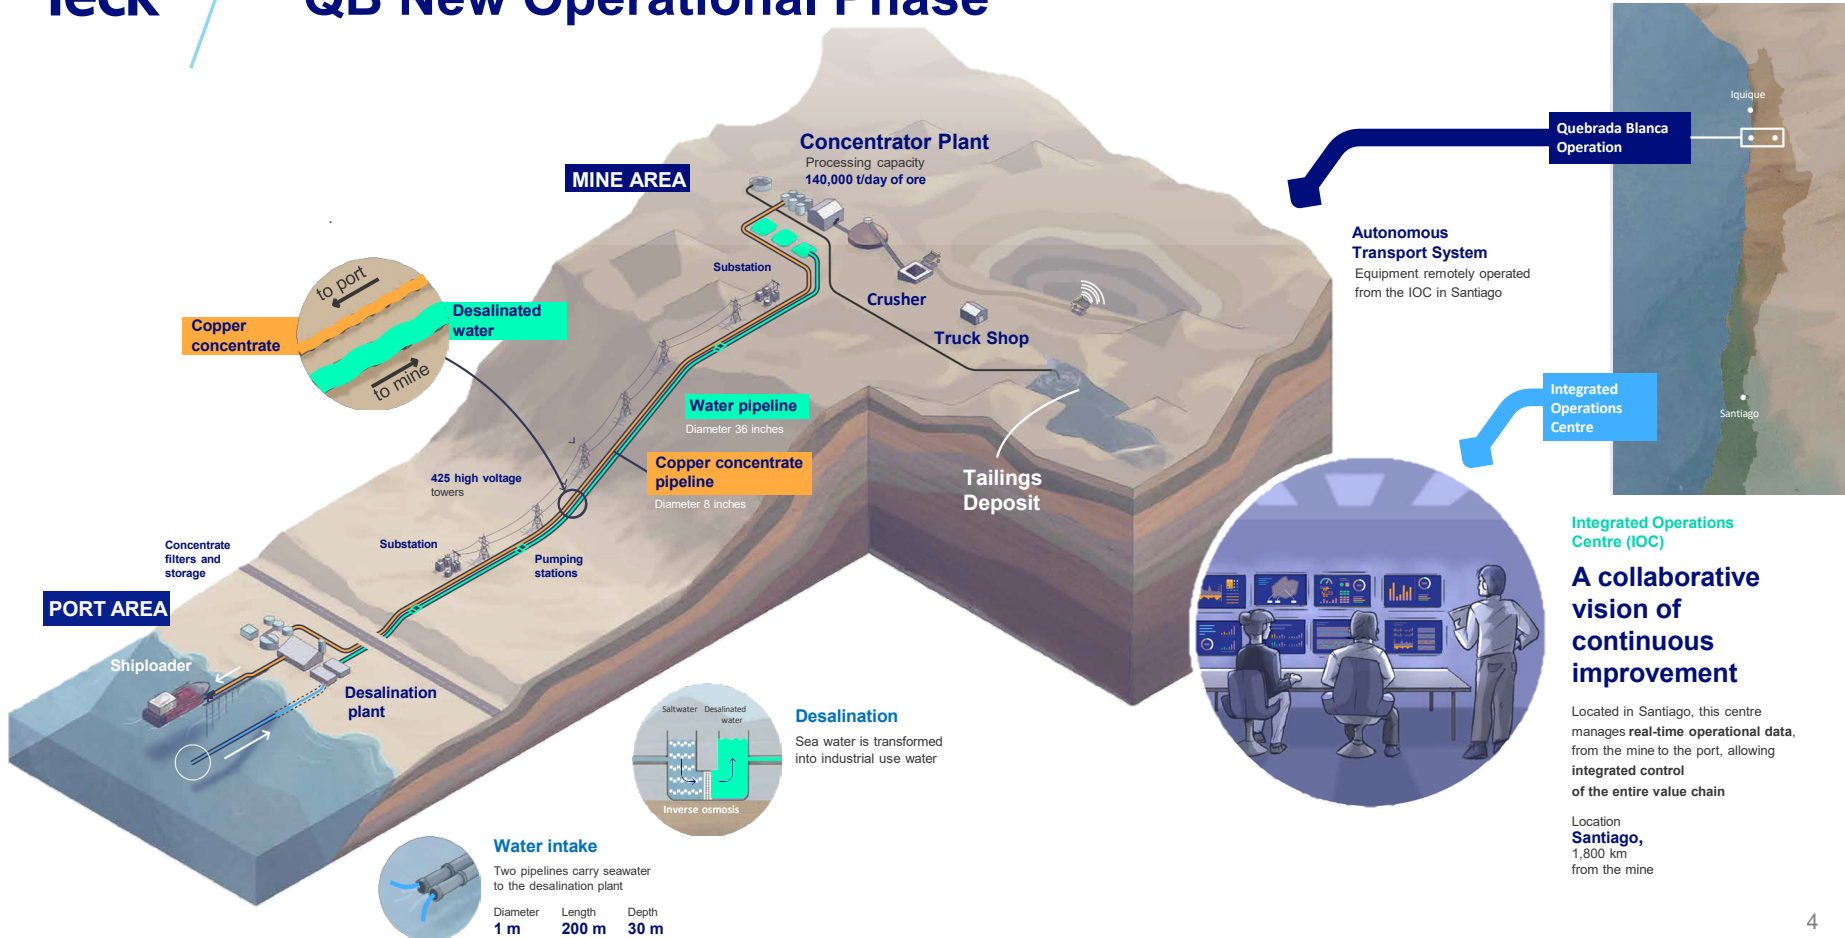 Teck
QB New Operational Phase
Concentrator Plant
Processing capacity
140,000 t/day of ore
MINE AREA
Substation
Crusher
Truck Shop
to port
Copper
concentrate
Desalinated
water
to mine
Water pipeline
Diameter 36 inches
Copper concentrate
pipeline
Diameter 8 inches
425 high voltage
towers
Tailings
Deposit
Substation
Pumping
stations
Concentrate
filters and
storage
PORT AREA
Shiploader
Desalination
plant
Saltwater
Desalinated
water
Inverse osmosis
Desalination
Sea water is transformed
into industrial use water
Water intake
Two pipelines carry seawater
to the desalination plant
Diameter Length Depth
1 m 200 m 30 m
Iquique
Quebrada Blanca
Operation
Autonomous
Transport System
Equipment remotely operated
from the IOC in Santiago
Integrated
Operations
Centre
Santiago
Integrated Operations
Centre (IOC)
A collaborative
vision of
continuous
improvement
Located in Santiago, this centre
manages real-time operational data,
from the mine to the port, allowing
integrated control
of the entire value chain
Location
Santiago,
1,800 km
from the mine
4